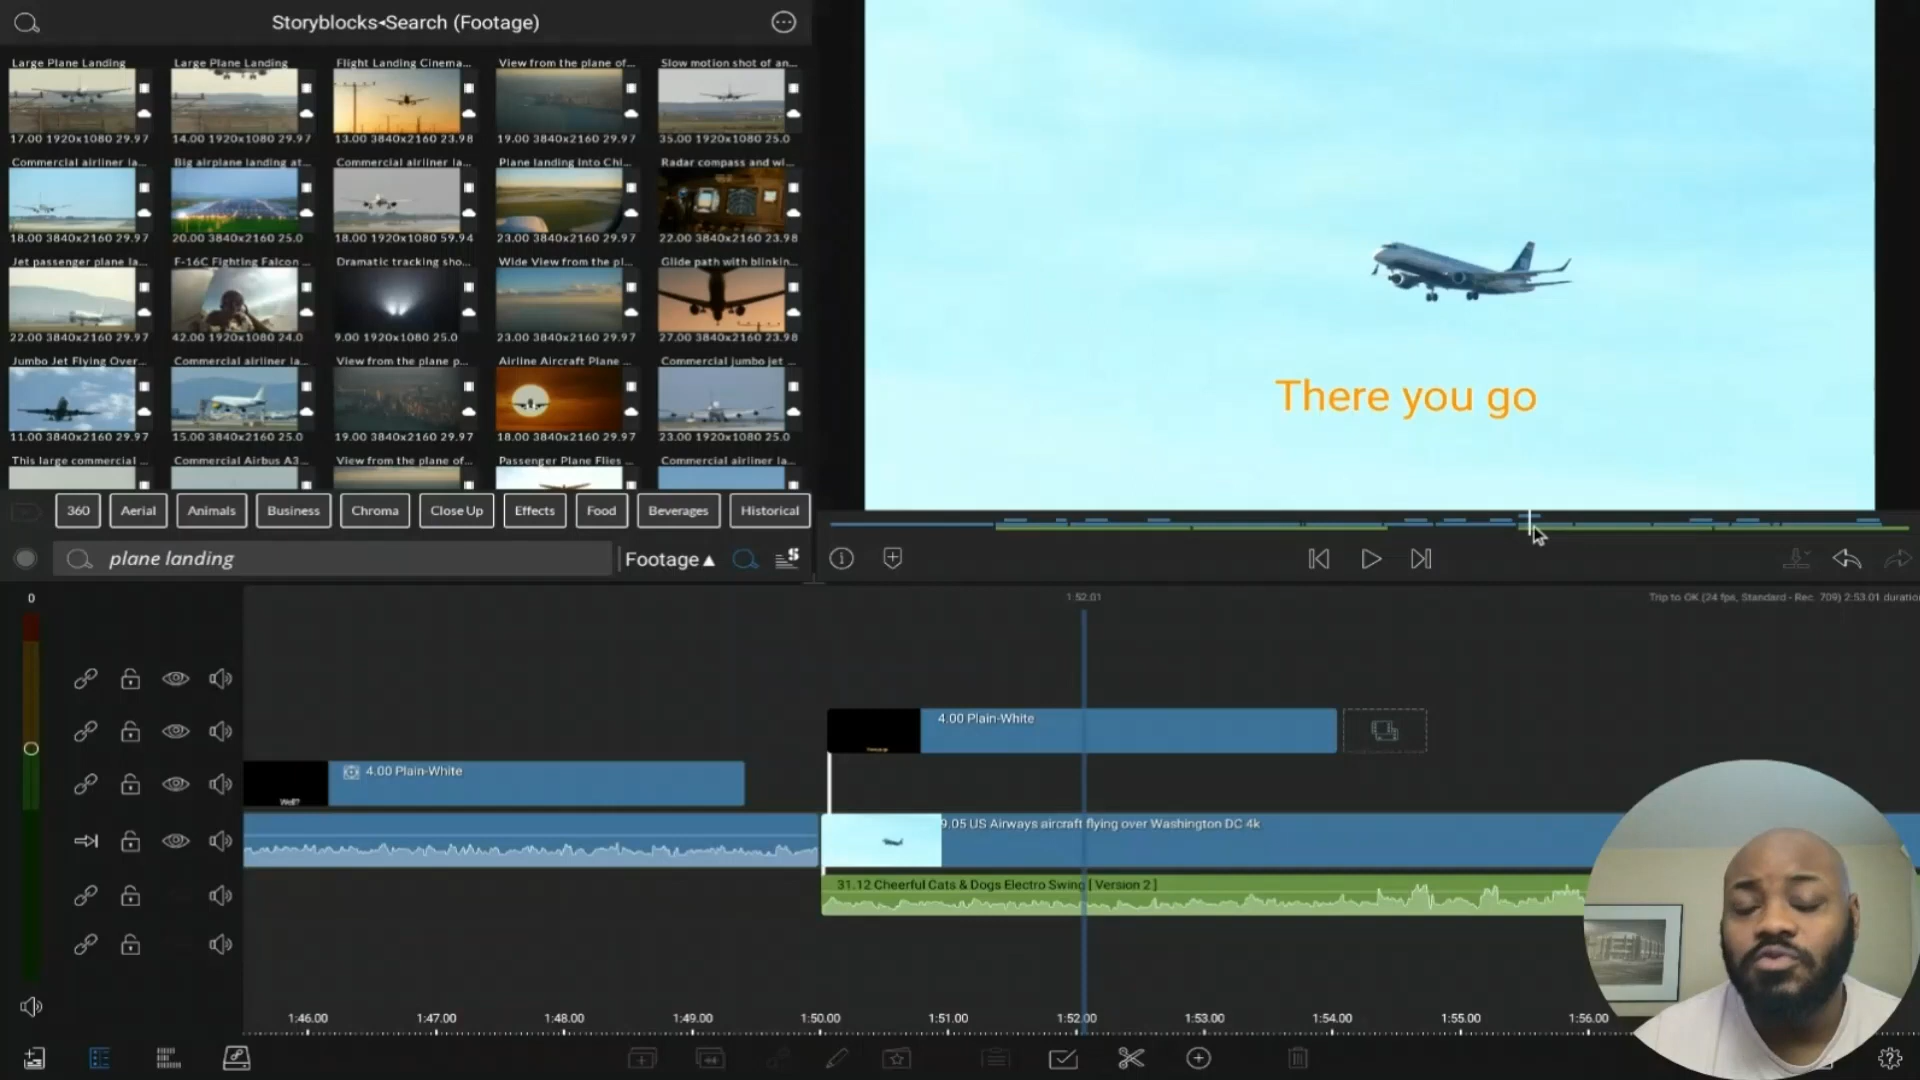 Storyblocks◂Search (Footage)
Large Plane Landing
Large Plane Landing
Flight Landing Cinema...
View from the plane of...
Slow motion shot of an...
17.00 1920x1080 29.97
14.00 1920x1080 29.97
13.00 3840x2160 23.98
19.00 3840x2160 29.97
35.00 1920x1080 25.0
Commercial airliner la...
Big airplane landing at...
Commercial airliner la...
Plane landing into Chi...
Radar compass and wi...
18.00 3840x2160 29.97
20.00 3840x2160 25.0
18.00 1920x1080 59.94
23.00 3840x2160 29.97
22.00 3840x2160 23.98
Jet passenger plane la...
F-16C Fighting Falcon ...
Dramatic tracking sho...
Wide View from the pl...
Glide path with blinkin...
22.00 3840x2160 29.97
42.00 1920x1080 24.0
9.00 1920x1080 25.0
23.00 3840x2160 29.97
27.00 3840x2160 23.98
Jumbo Jet Flying Over...
Commercial airliner la...
View from the plane p...
Airline Aircraft Plane ...
Commercial jumbo jet ...
11.00 3840x2160 29.97
15.00 3840x2160 25.0
19.00 3840x2160 29.97
18.00 3840x2160 29.97
23.00 1920x1080 25.0
This large commercial ...
Commercial Airbus A3...
View from the plane of...
Passenger Plane Flies ...
Commercial airliner la...
360 Aerial Animals Business Chroma Close Up Effects Food Beverages Historical
plane landing
Footage▲
There you go
0
1:52.01
Trip to OK (24 fps, Standard - Rec. 709) 2:53.01 duratio
4.00 Plain-White
4.00 Plain-White
Well?
9.05 US Airways aircraft flying over Washington DC 4k
31.12 Cheerful Cats & Dogs Electro Swing [ Version 2 ]
1:46.00 1:47.00 1:48.00 1:49.00 1:50.00 1:51.00 1:52.00 1:53.00 1:54.00 1:55.00 1:56.00